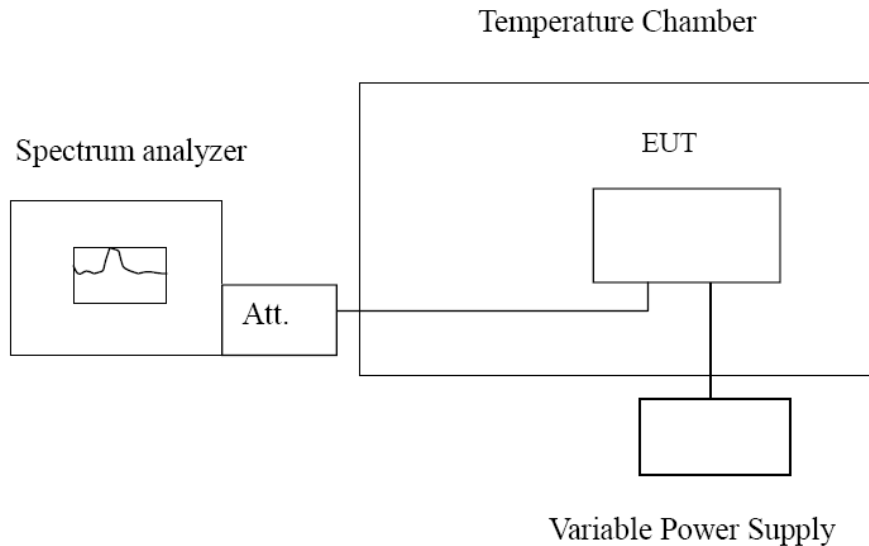 Temperature Chamber
Spectrum analyzer
EUT
Att.
Variable Power Supply